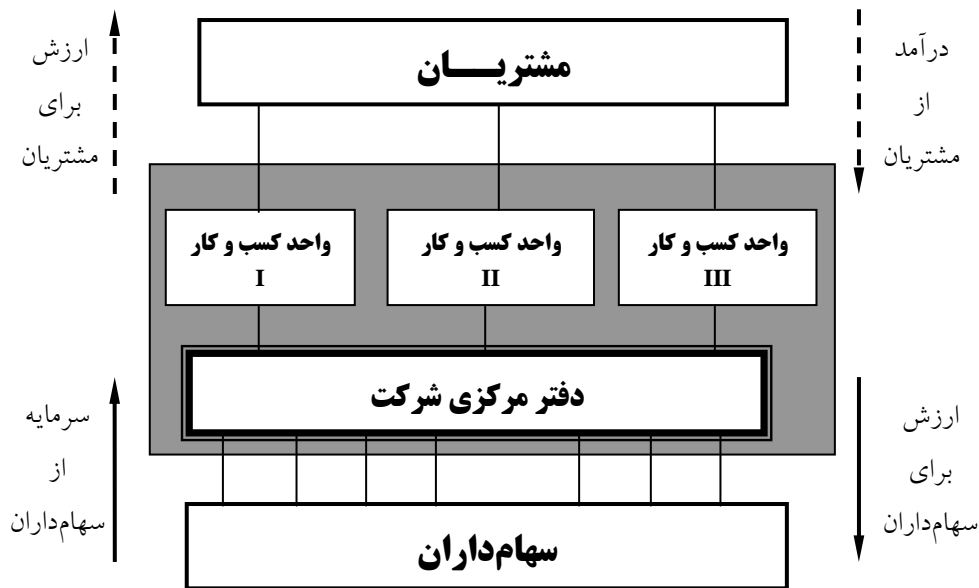 مشتریـــان
درآمد
از
مشتریان
ارزش
برای
مشتریان
واحد کسب و کار
III
واحد کسب و کار
II
واحد کسب و کار
I
دفتر مرکزی شرکت
ارزش
برای
سهام‌داران
سرمایه
از
سهام‌داران
سهام‌داران